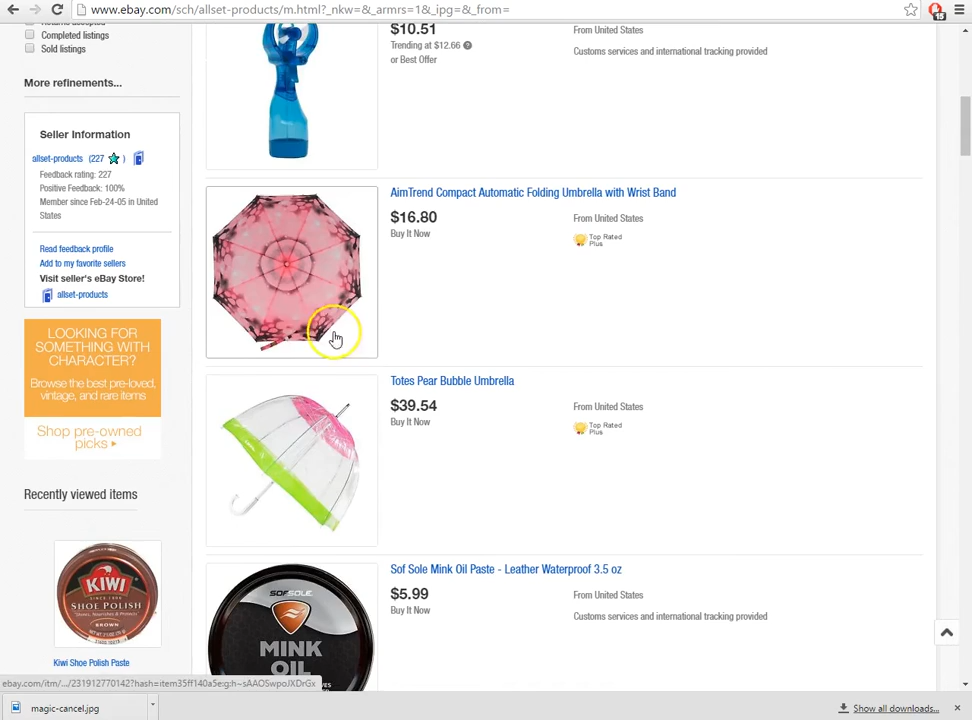 www.ebay.com/sch/allset-products/m.html?_nkw=&_armrs=1&_ipg=&_from=
15
Completed listings
Sold listings
More refinements...
Seller Information
allset-products (227 )
Feedback rating: 227
Positive Feedback: 100%
Member since Feb-24-05 in United
States
Read feedback profile
Add to my favorite sellers
Visit seller's eBay Store!
allset-products
LOOKING FOR
SOMETHING WITH
CHARACTER?
Browse the best pre-loved,
vintage, and rare items
Shop pre-owned
picks
Recently viewed items
KIWI
SHOE POLISH
BROWN
Kiwi Shoe Polish Paste
$10.51
Trending at $12.66
or Best Offer
From United States
Customs services and international tracking provided
AimTrend Compact Automatic Folding Umbrella with Wrist Band
$16.80
Buy It Now
From United States
Top Rated
Plus
Totes Pear Bubble Umbrella
$39.54
Buy It Now
From United States
Top Rated
Plus
SOFSOLE
MINK
OIL
Sof Sole Mink Oil Paste - Leather Waterproof 3.5 oz
$5.99
Buy It Now
From United States
Customs services and international tracking provided
ebay.com/itm/.../231912770142?hash=item35ff140a5e:g:h~sAAOSwpoJXDrGx
magic-cancel.jpg
Show all downloads...